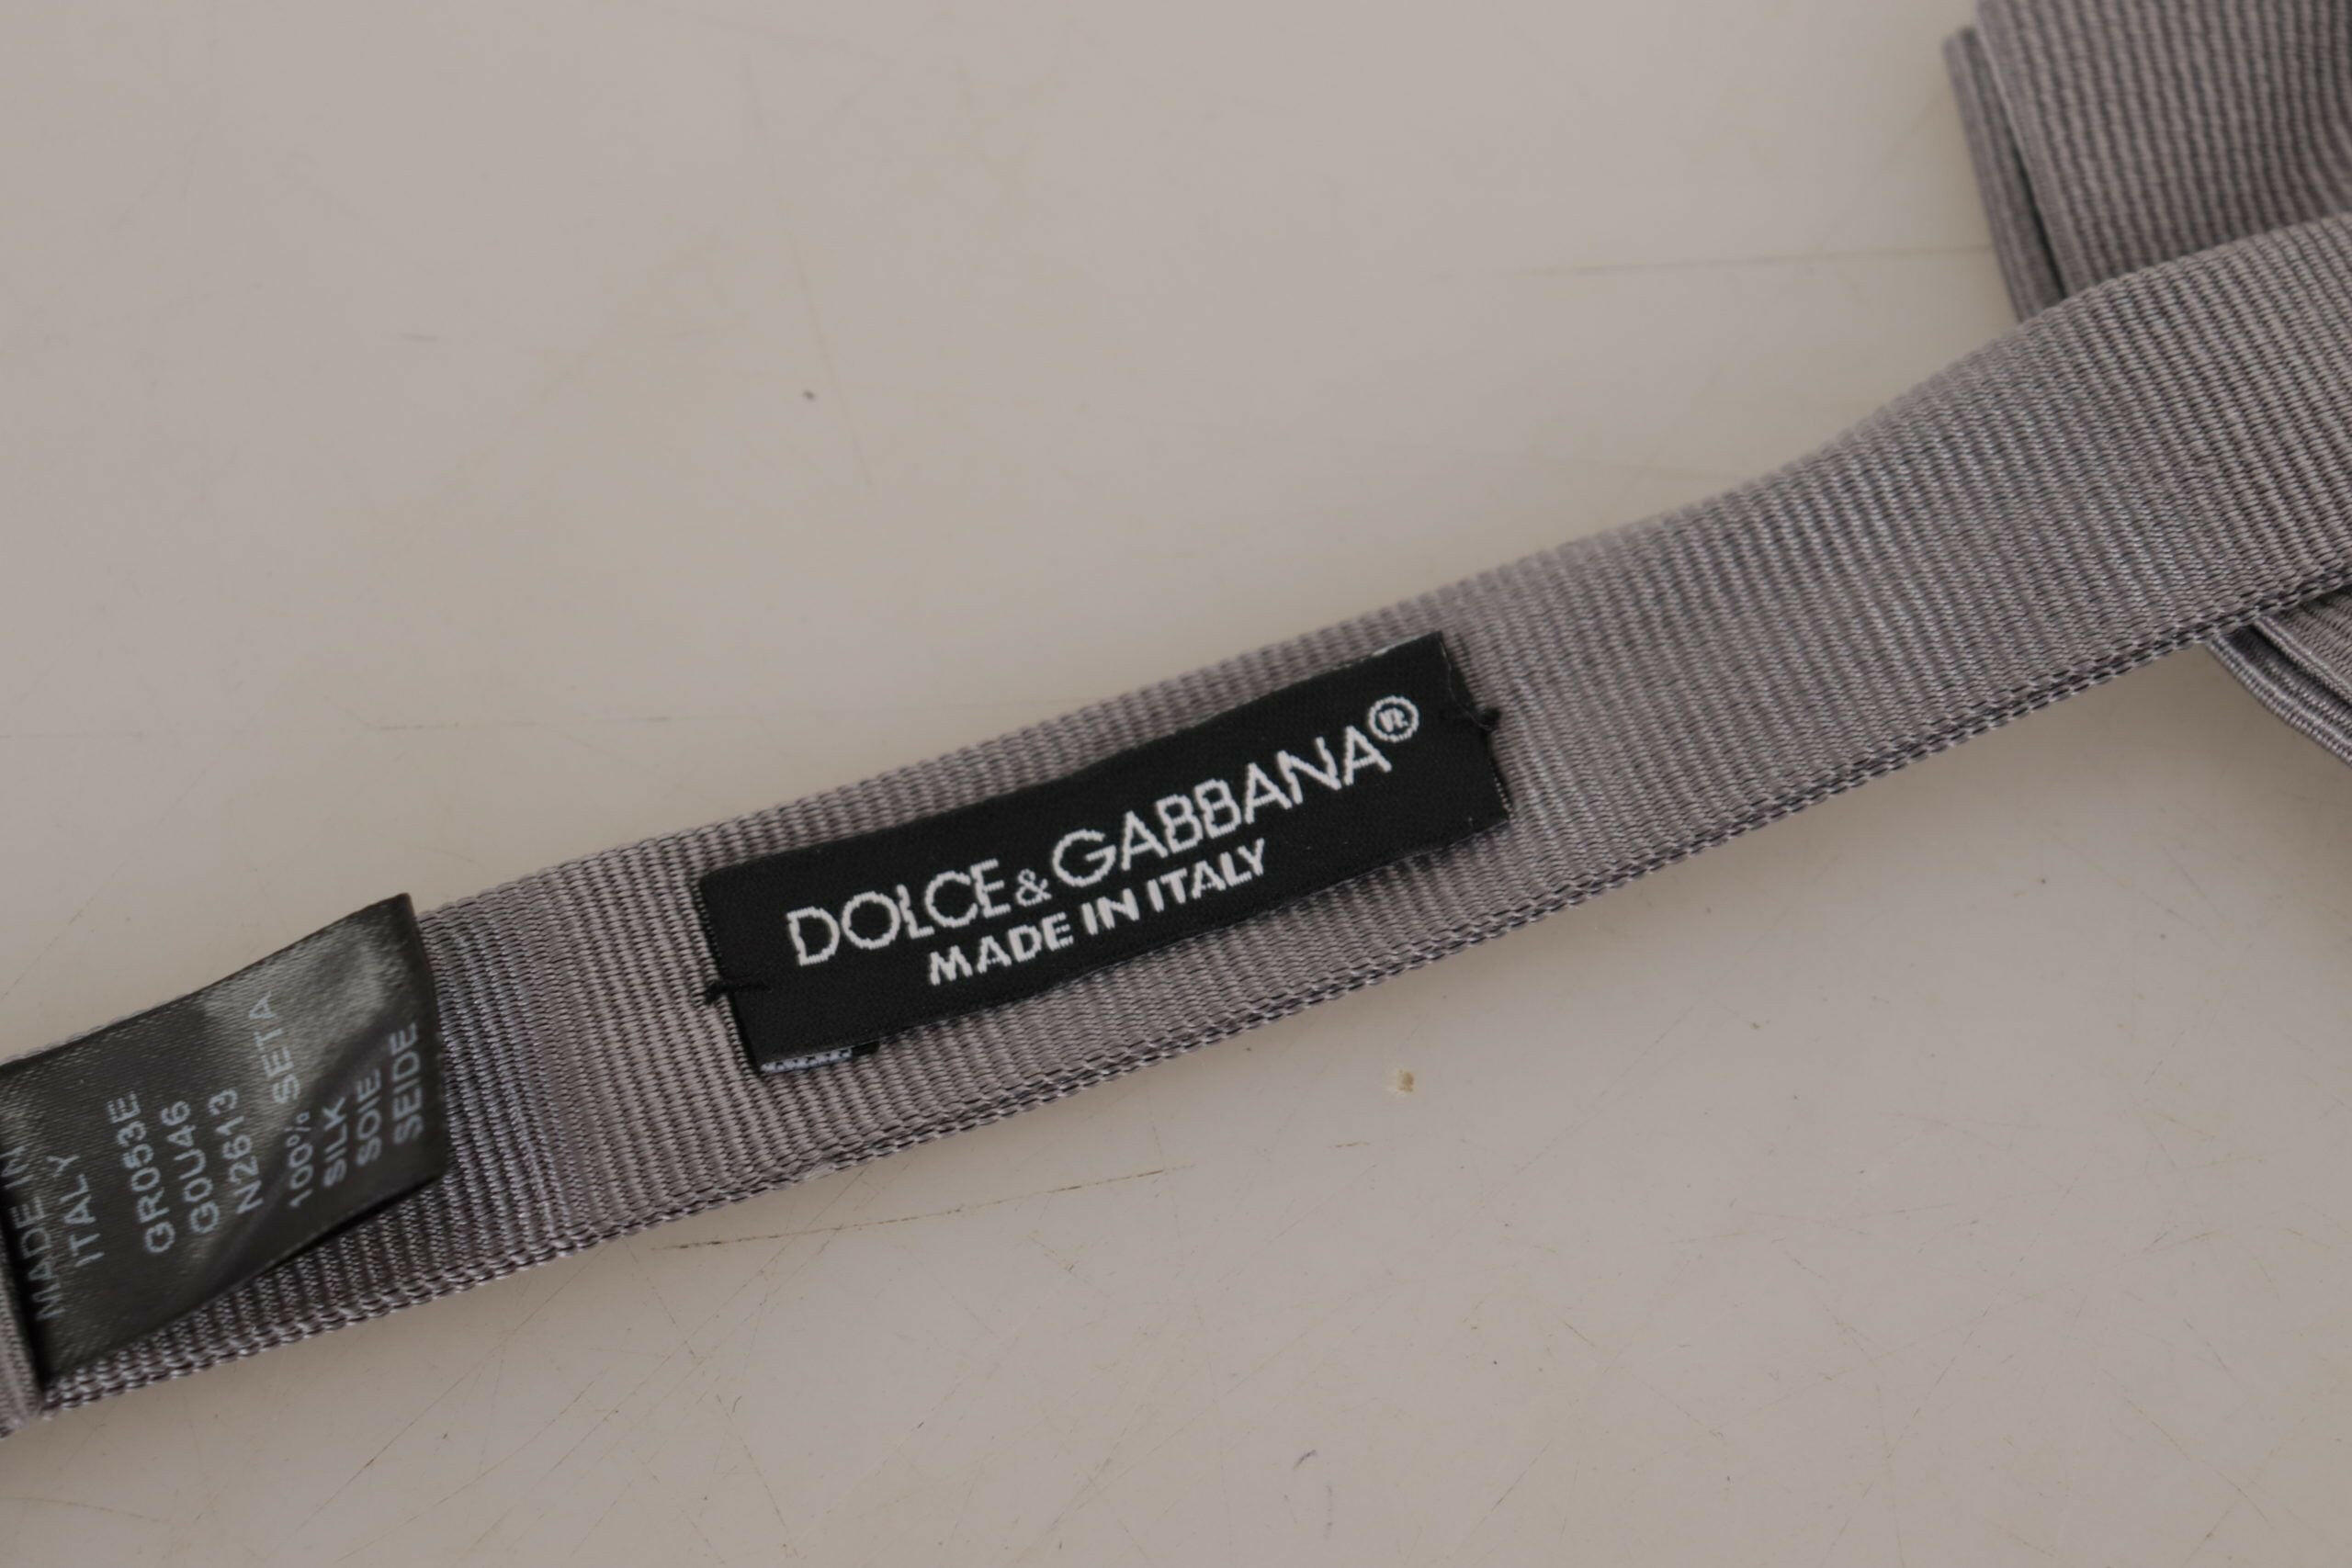 DOLCE&GABBANA®
MADE IN ITALY
MADE IN
ITALY
GR053E
G0U46
N2613
100% SETA
SILK
SOIE
SEIDE